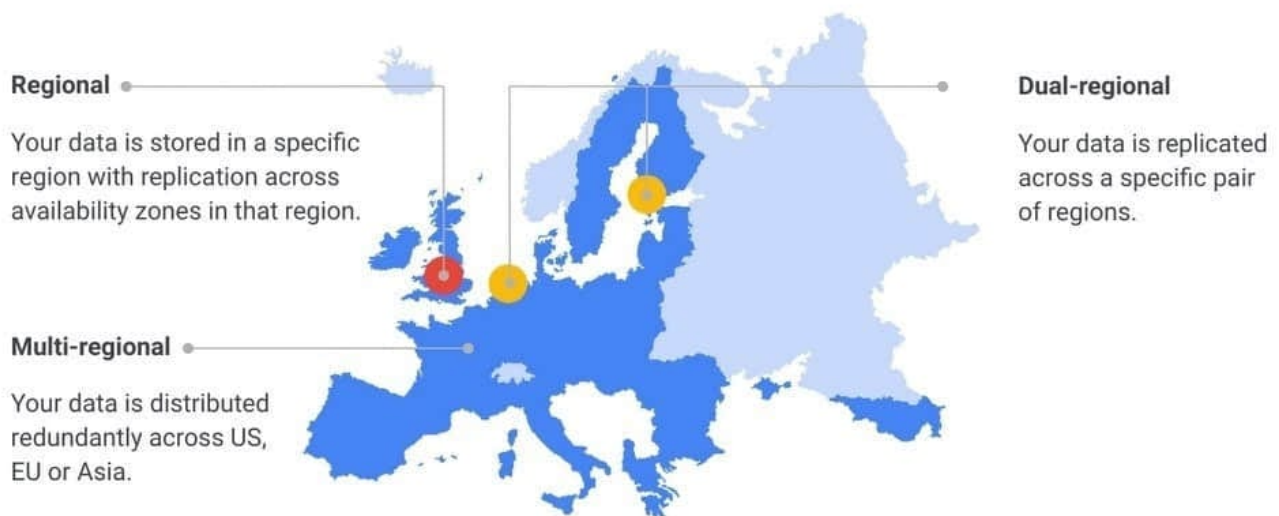 Regional
Your data is stored in a specific
region with replication across
availability zones in that region.
Multi-regional
Your data is distributed
redundantly across US,
EU or Asia.
Dual-regional
Your data is replicated
across a specific pair
of regions.